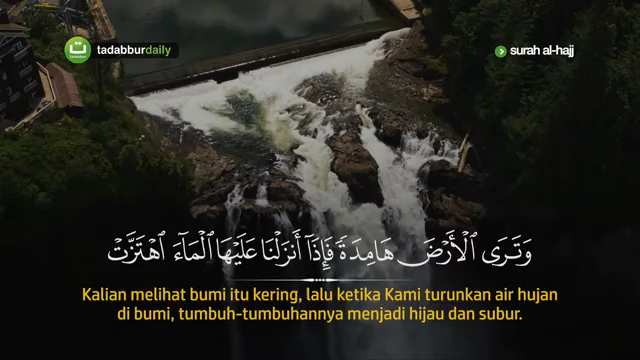 ت
Tadabbur
tadabburdaily
surah al-hajj
وَتَرَى ٱلْأَرْضَ هَامِدَةً فَإِذَآ أَنزَلْنَا عَلَيْهَا ٱلْمَآءَ ٱهْتَزَّتْ
Kalian melihat bumi itu kering, lalu ketika Kami turunkan air hujan
di bumi, tumbuh-tumbuhannya menjadi hijau dan subur.